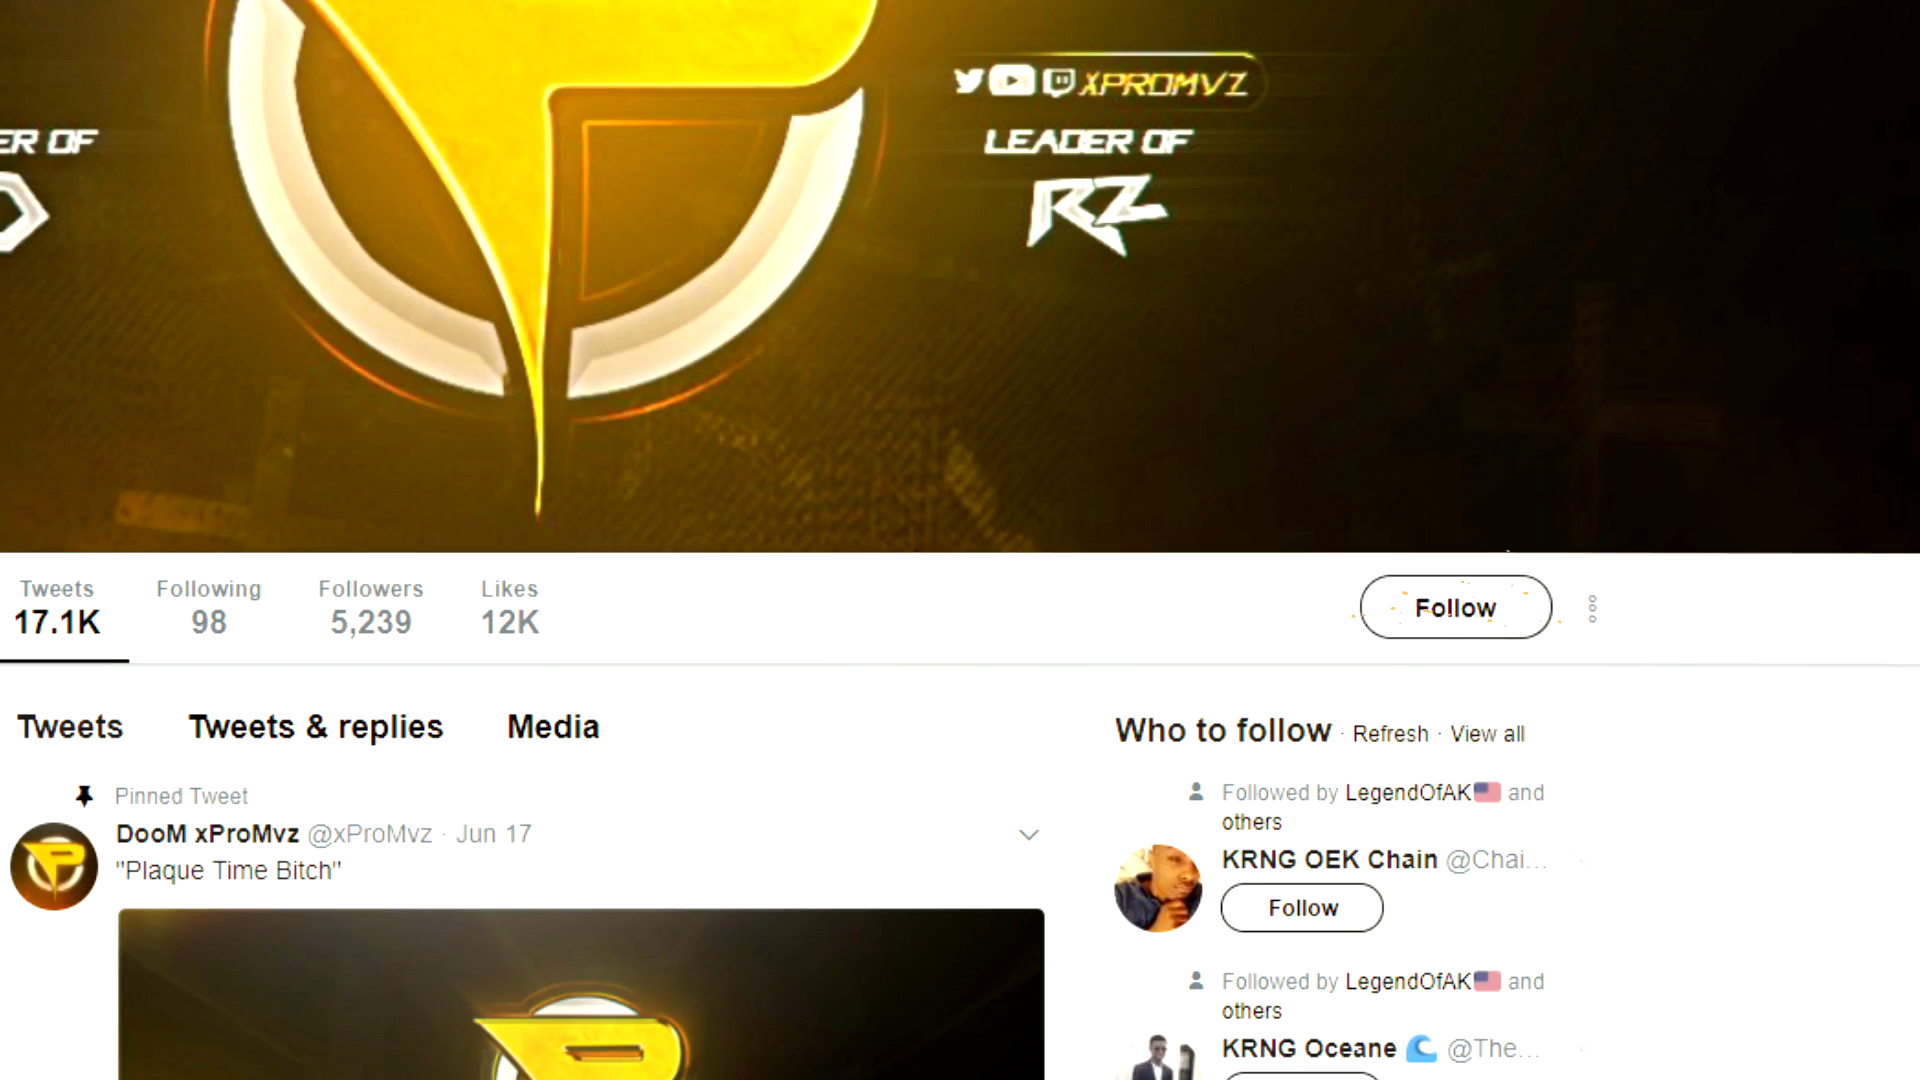 XPROMVZ
ER OF
LEADER OF
RZ
Tweets Following Followers Likes
17.1K 98 5,239 12K
Follow
Tweets Tweets & replies Media
Who to follow · Refresh · View all
Pinned Tweet
DooM xProMvz @xProMvz · Jun 17
"Plaque Time Bitch"
Followed by LegendOfAK and
others
KRNG OEK Chain @Chai...
Follow
Followed by LegendOfAK and
others
KRNG Oceane @The...